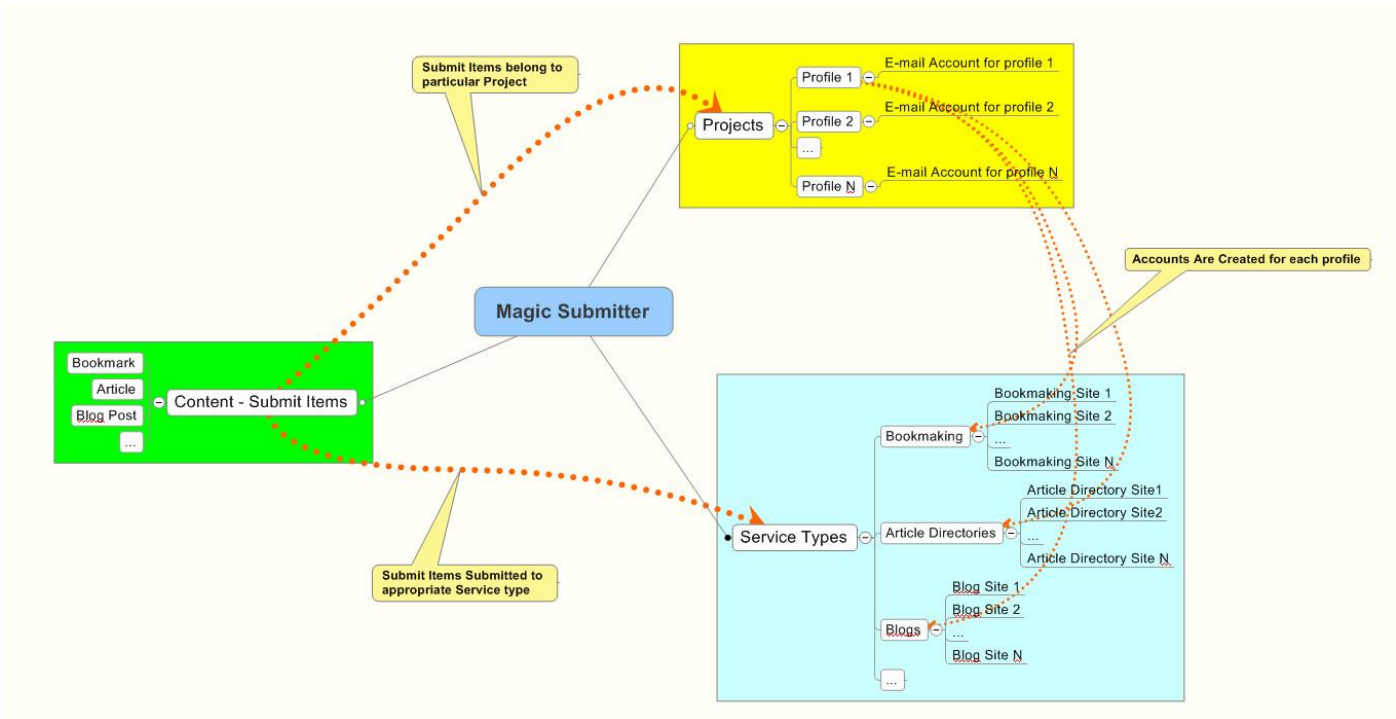 Submit Items belong to
particular Project
Projects
Profile 1
E-mail Account for profile 1
Profile 2
E-mail Account for profile 2
...
Profile N
E-mail Account for profile N
Accounts Are Created for each profile
Magic Submitter
Bookmark
Article
Blog Post
...
Content - Submit Items
Submit Items Submitted to
appropriate Service type
Service Types
Bookmaking
Bookmaking Site 1
Bookmaking Site 2
...
Bookmaking Site N
Article Directories
Article Directory Site1
Article Directory Site2
...
Article Directory Site N
Blogs
Blog Site 1
Blog Site 2
...
Blog Site N
...